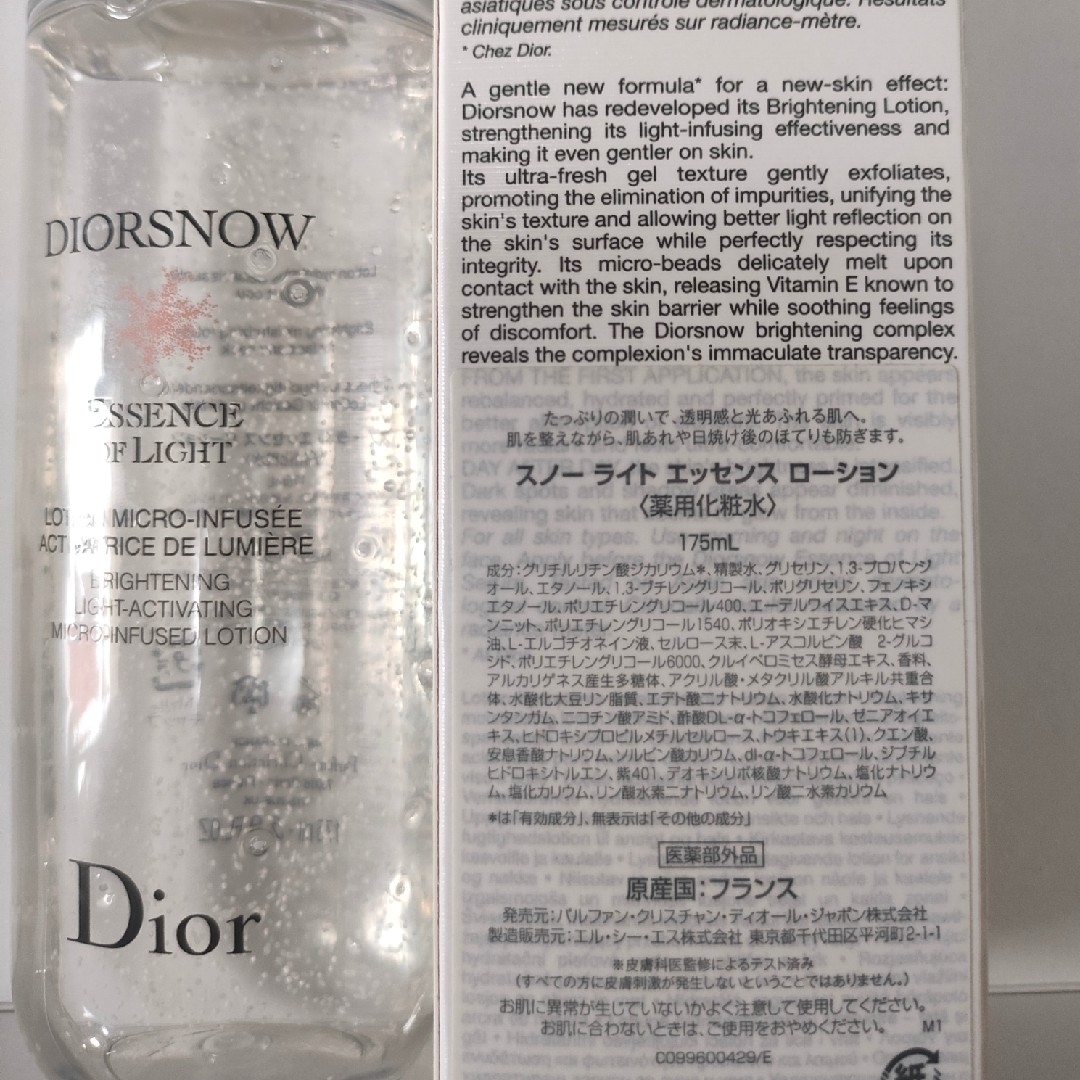 DIORSNOW
ESSENCE
OF LIGHT
MICRO-INFUSÉE
DE LUMIÈRE
BRIGHTENING
LIGHT-ACTIVATING
MICRO-INFUSED LOTION
Dior
asiatiques sous contrôle dermatologique. Résultats
cliniquement mesurés sur radiance-mètre.
* Chez Dior.
A gentle new formula* for a new-skin effect:
Diorsnow has redeveloped its Brightening Lotion,
strengthening its light-infusing effectiveness and
making it even gentler on skin.
Its ultra-fresh gel texture gently exfoliates,
promoting the elimination of impurities, unifying the
skin's texture and allowing better light reflection on
the skin's surface while perfectly respecting its
integrity. Its micro-beads delicately melt upon
contact with the skin, releasing Vitamin E known to
strengthen the skin barrier while soothing feelings
of discomfort. The Diorsnow brightening complex
reveals the complexion's immaculate transparency.
FROM THE FIRST APPLICATION, the skin appears
rebalanced, hydrated and perfectly primed for the
たっぷりの潤いで、透明感と光あふれる肌へ。
肌を整えながら、肌あれや日焼け後のほてりも防ぎます。
スノー ライト エッセンス ローション
〈薬用化粧水〉
175mL
成分:グリチルリチン酸ジカリウム*、精製水、グリセリン、1,3-プロパンジ
オール、エタノール、1,3-ブチレングリコール、ポリグリセリン、フェノキシ
エタノール、ポリエチレングリコール400、エーデルワイスエキス、D-マ
ンニット、ポリエチレングリコール1540、ポリオキシエチレン硬化ヒマシ
油、L-エルゴチオネイン液、セルロース末、L-アスコルビン酸 2-グルコ
シド、ポリエチレングリコール6000、クルイベロミセス酵母エキス、香料、
アルカリゲネス産生多糖体、アクリル酸・メタクリル酸アルキル共重合
体、水酸化大豆リン脂質、エデト酸二ナトリウム、水酸化ナトリウム、キサ
ンタンガム、ニコチン酸アミド、酢酸DL-α-トコフェロール、ゼニアオイエ
キス、ヒドロキシプロピルメチルセルロース、トウキエキス(1)、クエン酸、
安息香酸ナトリウム、ソルビン酸カリウム、dl-α-トコフェロール、ジブチル
ヒドロキシトルエン、紫401、デオキシリボ核酸ナトリウム、塩化ナトリウ
ム、塩化カリウム、リン酸水素二ナトリウム、リン酸二水素カリウム
*は「有効成分」、無表示は「その他の成分」
医薬部外品
原産国:フランス
発売元:パルファン・クリスチャン・ディオール・ジャポン株式会社
製造販売元:エル・シー・エス株式会社 東京都千代田区平河町2-1-1
※皮膚科医監修によるテスト済み
(すべての方に皮膚刺激が発生しないということではありません。)
お肌に異常が生じていないかよく注意して使用してください。
お肌に合わないときは、ご使用をおやめください。 M1
C099600429/E
紙